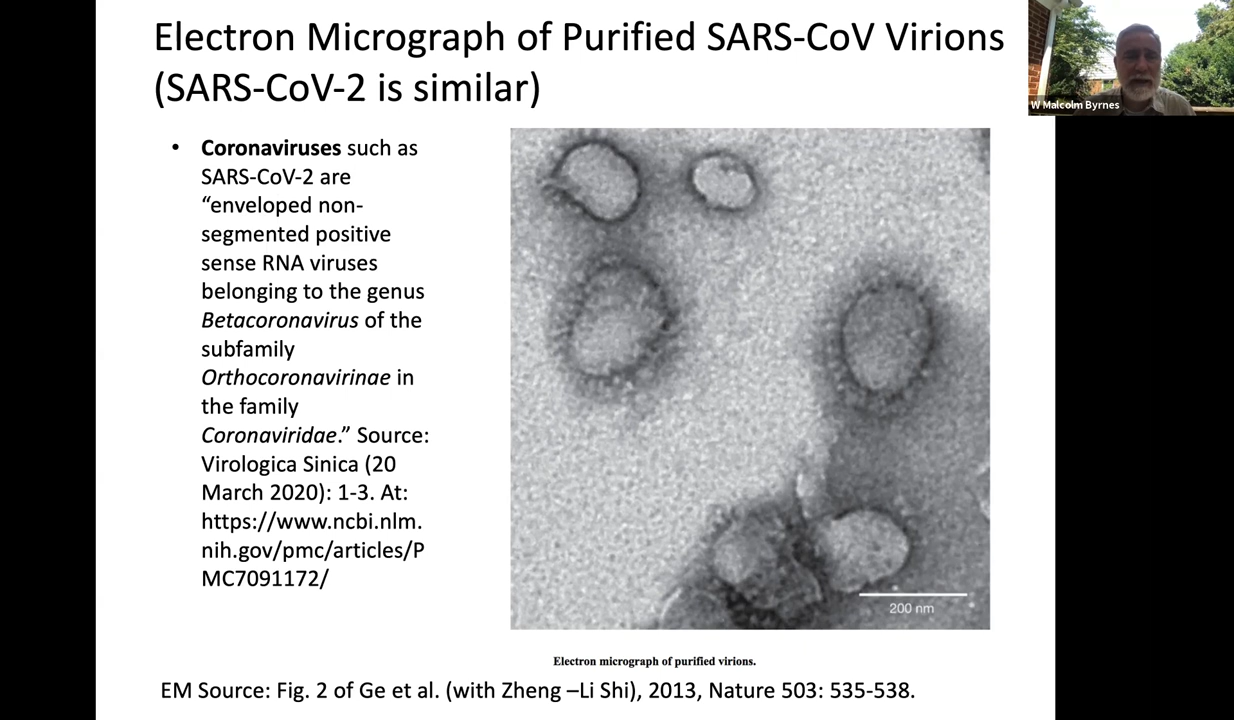 Electron Micrograph of Purified SARS-CoV Virions
(SARS-CoV-2 is similar)
W Malcolm Byrnes
• Coronaviruses such as
SARS-CoV-2 are
“enveloped non-
segmented positive
sense RNA viruses
belonging to the genus
Betacoronavirus of the
subfamily
Orthocoronavirinae in
the family
Coronaviridae.” Source:
Virologica Sinica (20
March 2020): 1-3. At:
https://www.ncbi.nlm.
nih.gov/pmc/articles/P
MC7091172/
200 nm
Electron micrograph of purified virions.
EM Source: Fig. 2 of Ge et al. (with Zheng –Li Shi), 2013, Nature 503: 535-538.